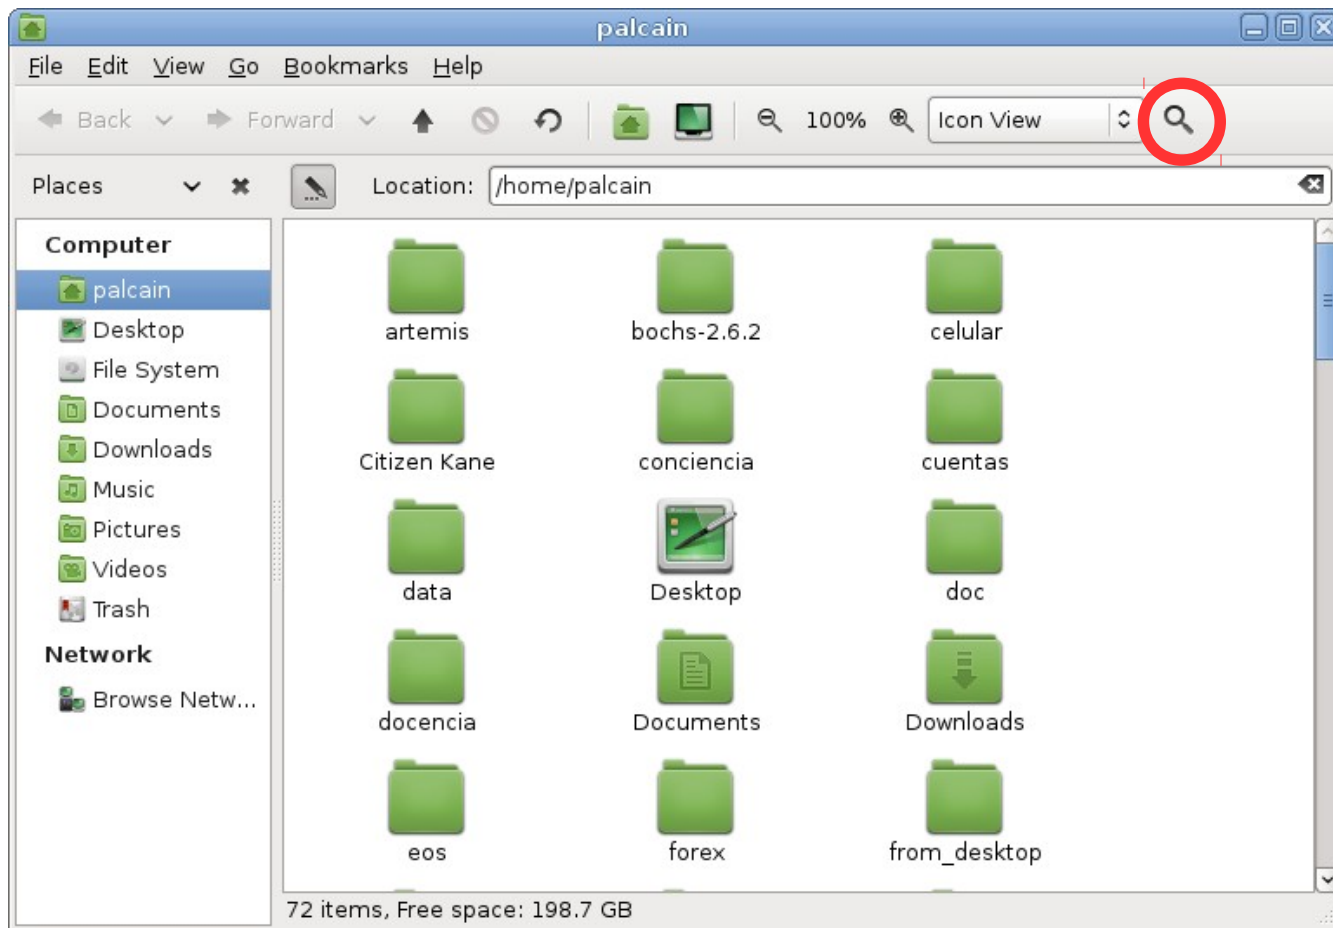 palcain
File Edit View Go Bookmarks Help
Back Forward 100% Icon View
Places Location: /home/palcain
Computer
palcain
Desktop
File System
Documents
Downloads
Music
Pictures
Videos
Trash
Network
Browse Netw...
artemis bochs-2.6.2 celular
Citizen Kane conciencia cuentas
data Desktop doc
docencia Documents Downloads
eos forex from_desktop
72 items, Free space: 198.7 GB